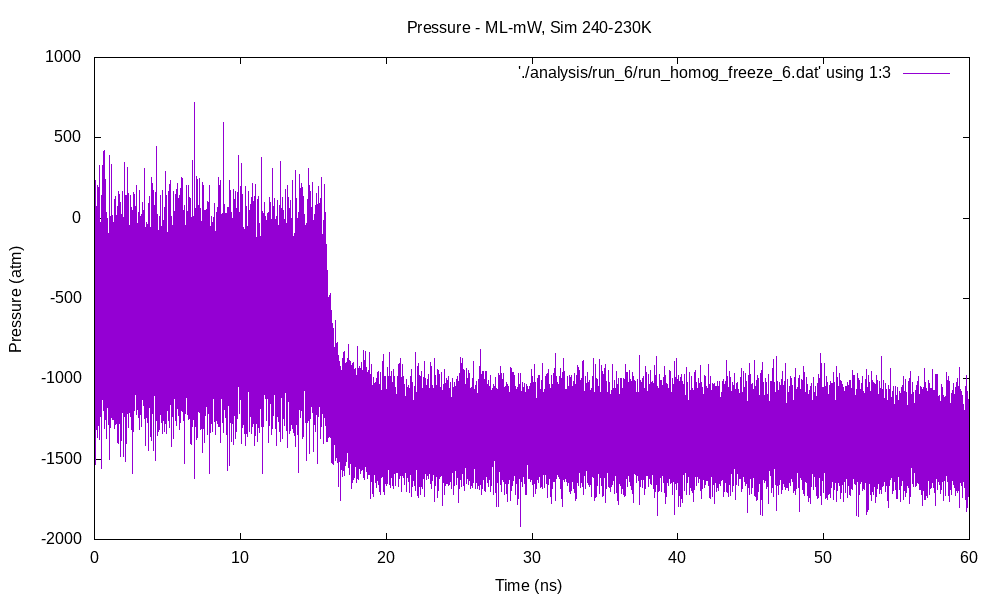 Pressure - ML-mW, Sim 240-230K
'./analysis/run_6/run_homog_freeze_6.dat' using 1:3
1000
500
0
-500
-1000
-1500
-2000
Pressure (atm)
0 10 20 30 40 50 60
Time (ns)